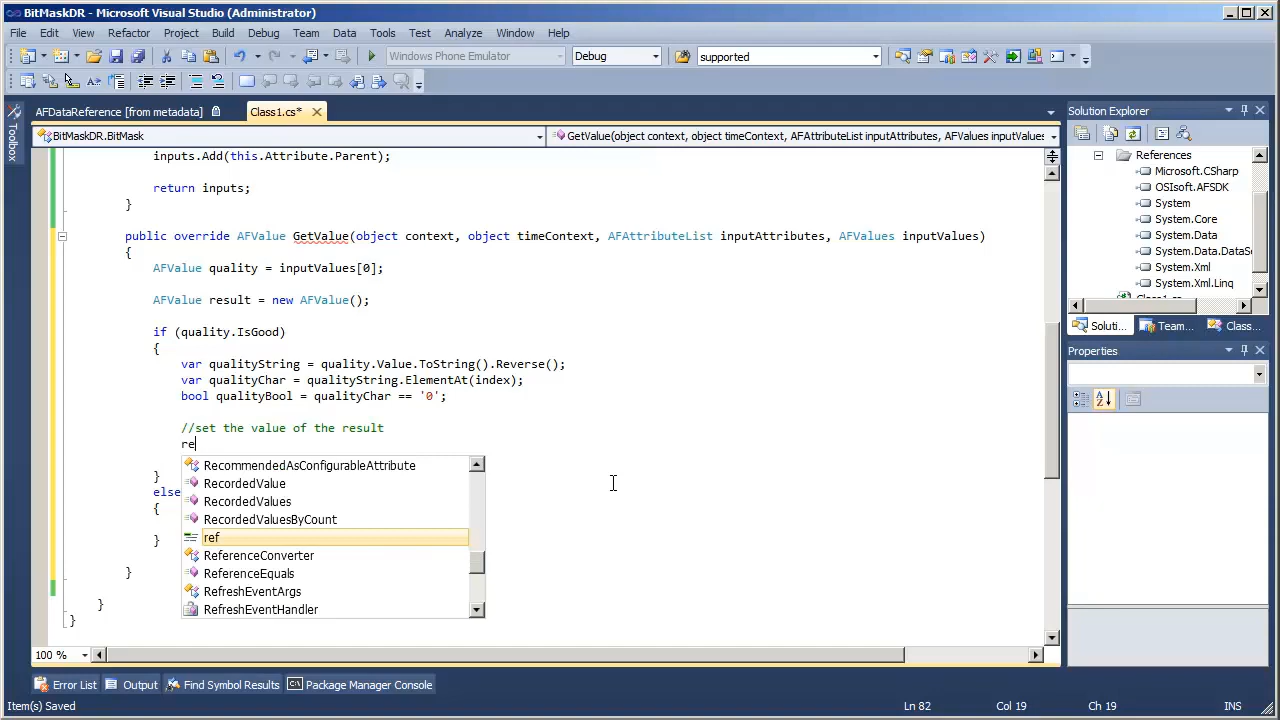 BitMaskDR - Microsoft Visual Studio (Administrator)
File Edit View Refactor Project Build Debug Team Data Tools Test Analyze Window Help
Windows Phone Emulator Debug supported
AFDataReference [from metadata] Class1.cs*
Toolbox
BitMaskDR.BitMask GetValue(object context, object timeContext, AFAttributeList inputAttributes, AFValues inputValues
inputs.Add(this.Attribute.Parent);
return inputs;
}
public override AFValue GetValue(object context, object timeContext, AFAttributeList inputAttributes, AFValues inputValues)
{
AFValue quality = inputValues[0];
AFValue result = new AFValue();
if (quality.IsGood)
{
var qualityString = quality.Value.ToString().Reverse();
var qualityChar = qualityString.ElementAt(index);
bool qualityBool = qualityChar == '0';
//set the value of the result
re
}
else
{
}
}
}
}
RecommendedAsConfigurableAttribute
RecordedValue
RecordedValues
RecordedValuesByCount
ref
ReferenceConverter
ReferenceEquals
RefreshEventArgs
RefreshEventHandler
100 %
Solution Explorer
References
Microsoft.CSharp
OSIsoft.AFSDK
System
System.Core
System.Data
System.Data.DataSe
System.Xml
System.Xml.Linq
Soluti... Team... Class...
Properties
Error List Output Find Symbol Results Package Manager Console
Item(s) Saved Ln 82 Col 19 Ch 19 INS